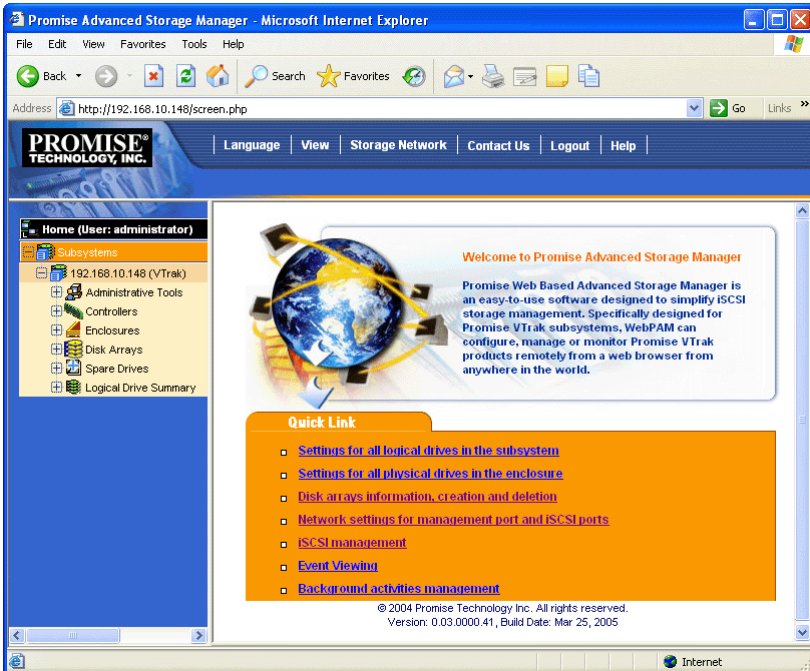 Promise Advanced Storage Manager - Microsoft Internet Explorer
File Edit View Favorites Tools Help
Back Search Favorites
Address http://192.168.10.148/screen.php Go Links »
PROMISE®
TECHNOLOGY, INC.
Language View Storage Network Contact Us Logout Help
Home (User: administrator)
Subsystems
192.168.10.148 (VTrak)
Administrative Tools
Controllers
Enclosures
Disk Arrays
Spare Drives
Logical Drive Summary
Welcome to Promise Advanced Storage Manager
Promise Web Based Advanced Storage Manager is
an easy-to-use software designed to simplify iSCSI
storage management. Specifically designed for
Promise VTrak subsystems, WebPAM can
configure, manage or monitor Promise VTrak
products remotely from a web browser from
anywhere in the world.
Quick Link
Settings for all logical drives in the subsystem
Settings for all physical drives in the enclosure
Disk arrays information, creation and deletion
Network settings for management port and iSCSI ports
iSCSI management
Event Viewing
Background activities management
© 2004 Promise Technology Inc. All rights reserved.
Version: 0.03.0000.41, Build Date: Mar 25, 2005
Internet